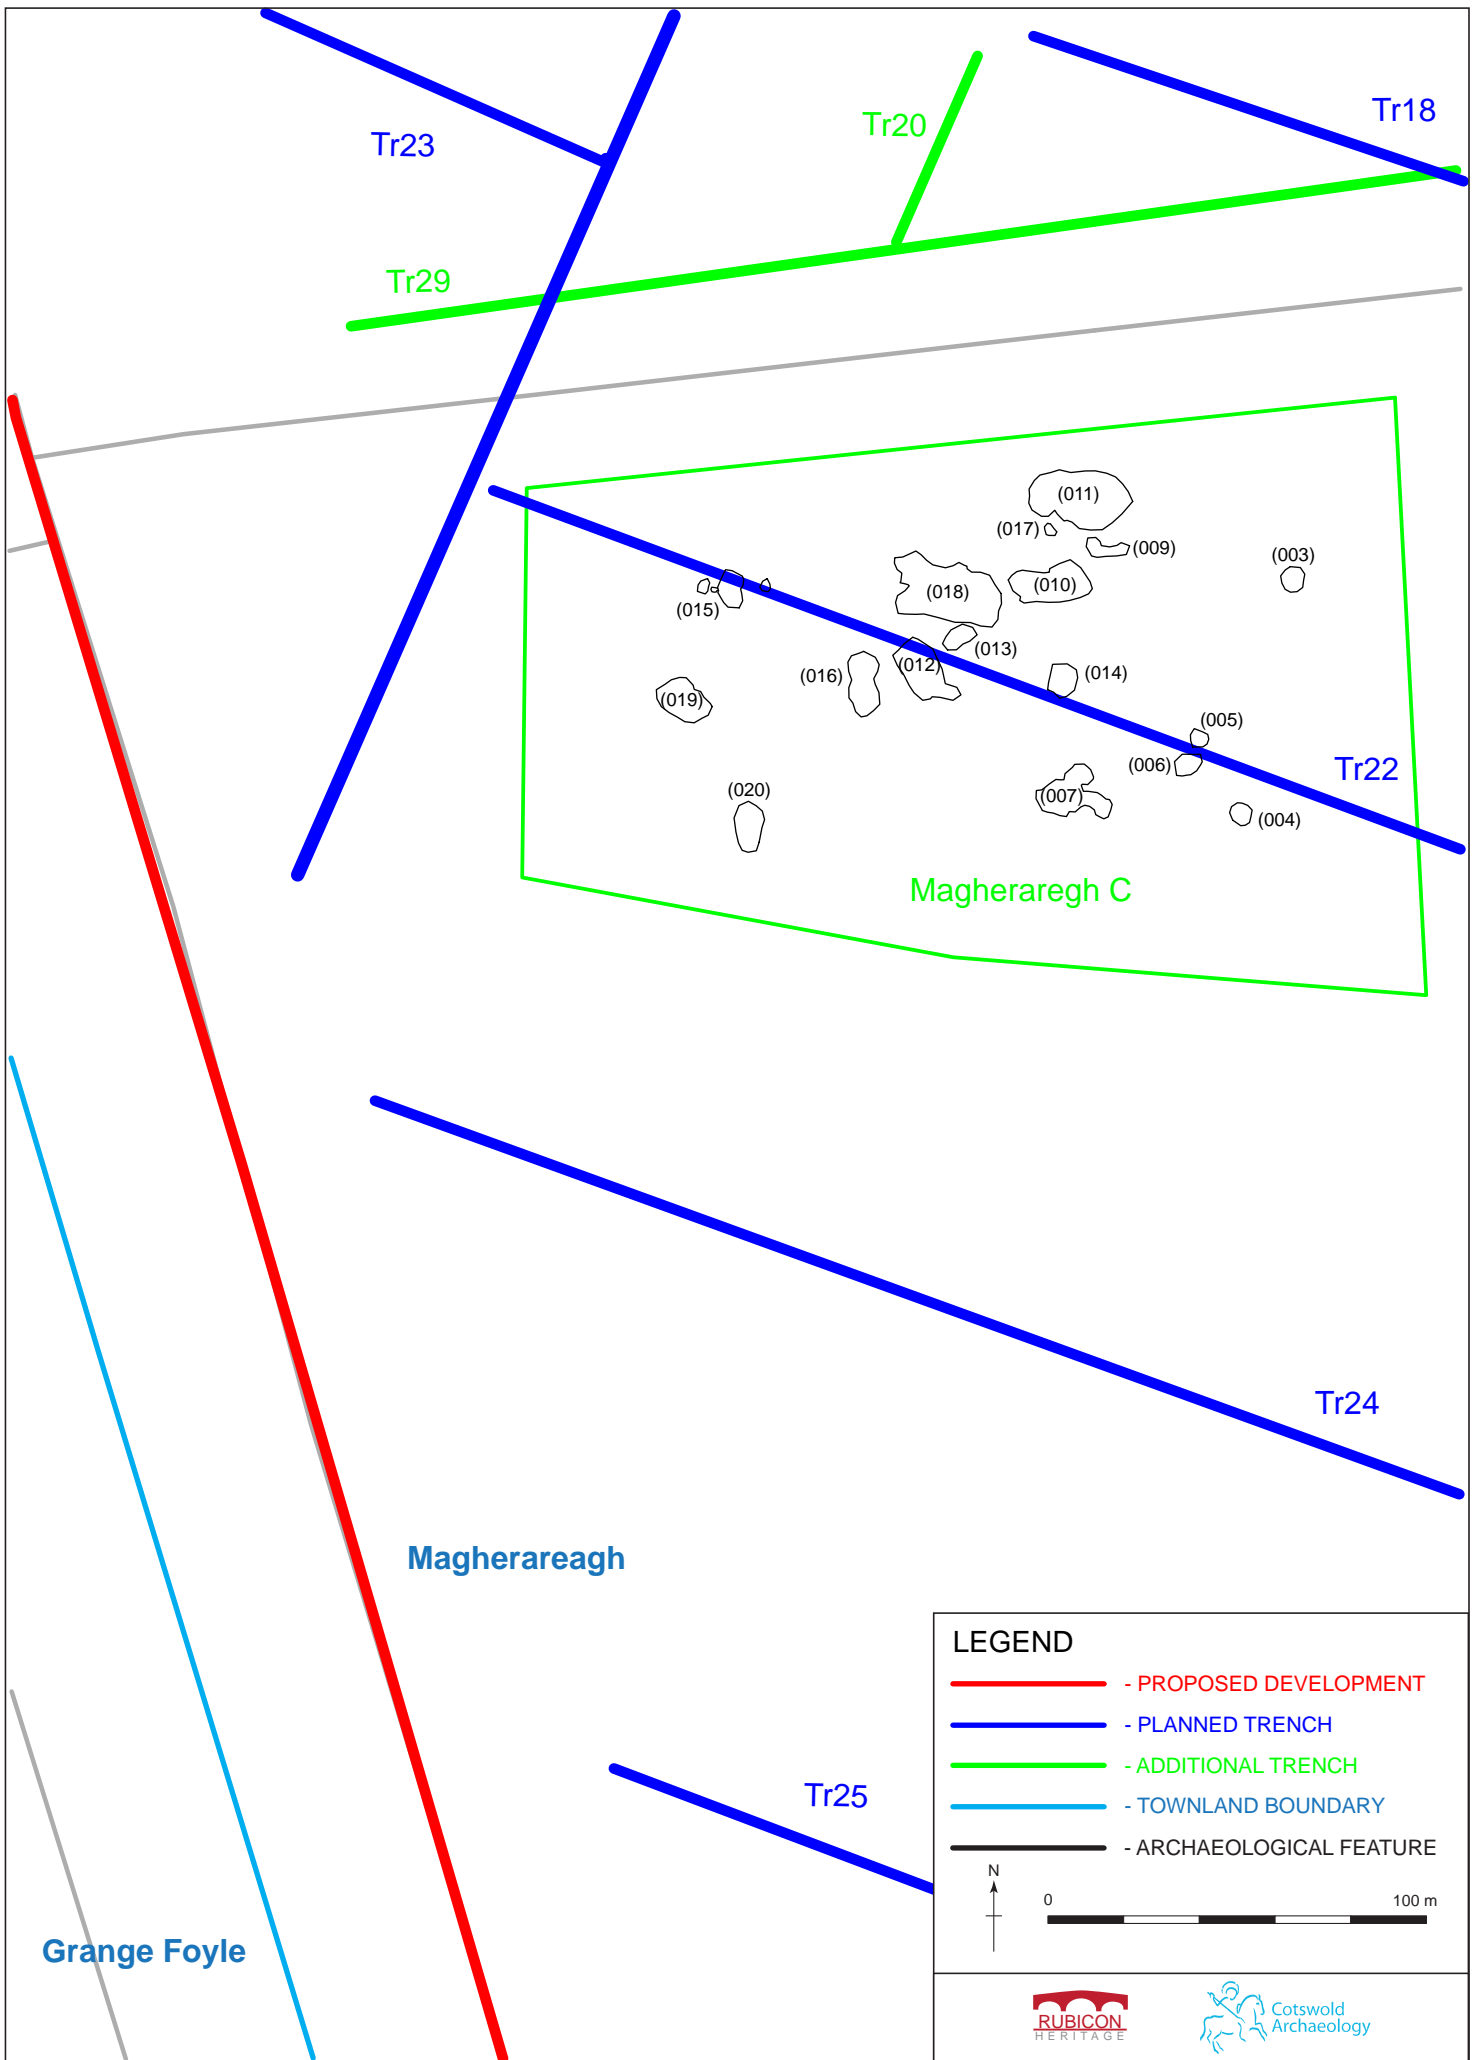 Tr18
Tr20
Tr23
Tr29
(011)
(017)
(009)
(003)
(018)
(010)
(015)
(013)
(012)
(016)
(014)
(019)
(005)
(006)
Tr22
(020)
(007)
(004)
Magheraregh C
Tr24
Magherareagh
Tr25
Grange Foyle
LEGEND
- PROPOSED DEVELOPMENT
- PLANNED TRENCH
- ADDITIONAL TRENCH
- TOWNLAND BOUNDARY
- ARCHAEOLOGICAL FEATURE
N
0 100 m
RUBICON
HERITAGE
Cotswold
Archaeology